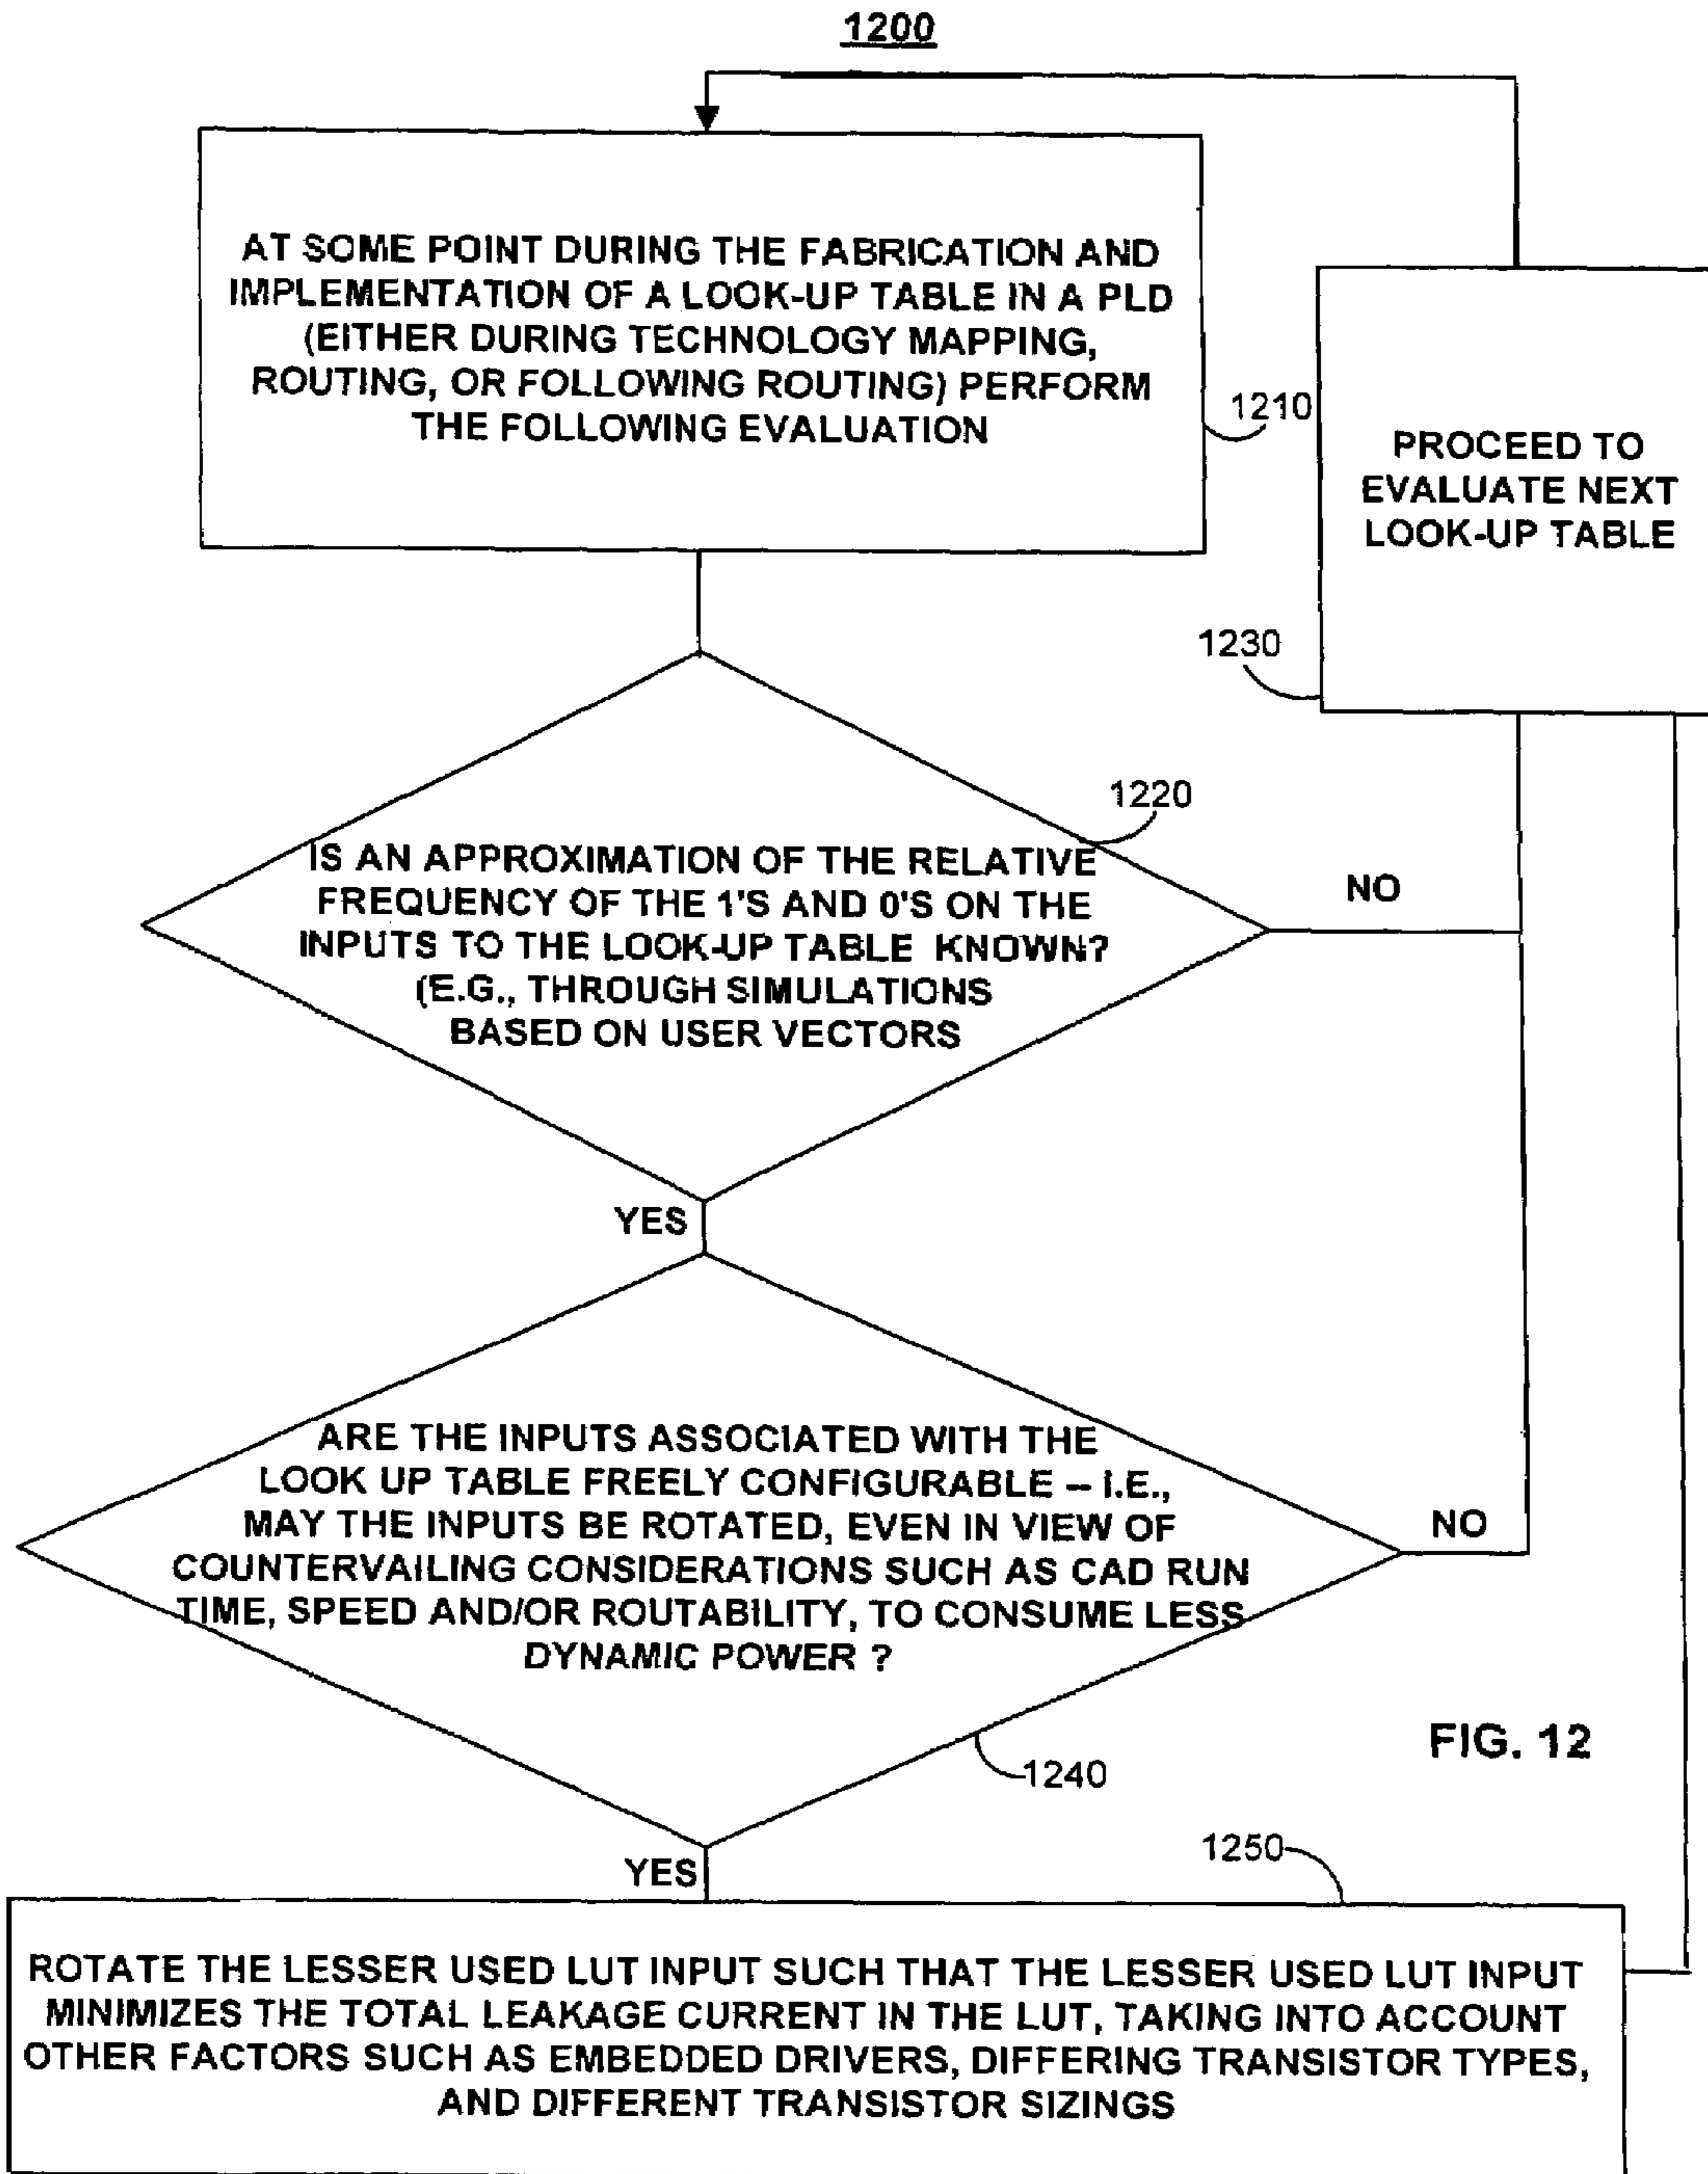 1200
AT SOME POINT DURING THE FABRICATION AND
IMPLEMENTATION OF A LOOK-UP TABLE IN A PLD
(EITHER DURING TECHNOLOGY MAPPING,
ROUTING, OR FOLLOWING ROUTING) PERFORM
THE FOLLOWING EVALUATION
1210
PROCEED TO
EVALUATE NEXT
LOOK-UP TABLE
1230
1220
IS AN APPROXIMATION OF THE RELATIVE
FREQUENCY OF THE 1'S AND 0'S ON THE
INPUTS TO THE LOOK-UP TABLE KNOWN?
(E.G., THROUGH SIMULATIONS
BASED ON USER VECTORS
NO
YES
ARE THE INPUTS ASSOCIATED WITH THE
LOOK UP TABLE FREELY CONFIGURABLE -- I.E.,
MAY THE INPUTS BE ROTATED, EVEN IN VIEW OF
COUNTERVAILING CONSIDERATIONS SUCH AS CAD RUN
TIME, SPEED AND/OR ROUTABILITY, TO CONSUME LESS
DYNAMIC POWER ?
NO
1240
FIG. 12
YES
1250
ROTATE THE LESSER USED LUT INPUT SUCH THAT THE LESSER USED LUT INPUT
MINIMIZES THE TOTAL LEAKAGE CURRENT IN THE LUT, TAKING INTO ACCOUNT
OTHER FACTORS SUCH AS EMBEDDED DRIVERS, DIFFERING TRANSISTOR TYPES,
AND DIFFERENT TRANSISTOR SIZINGS